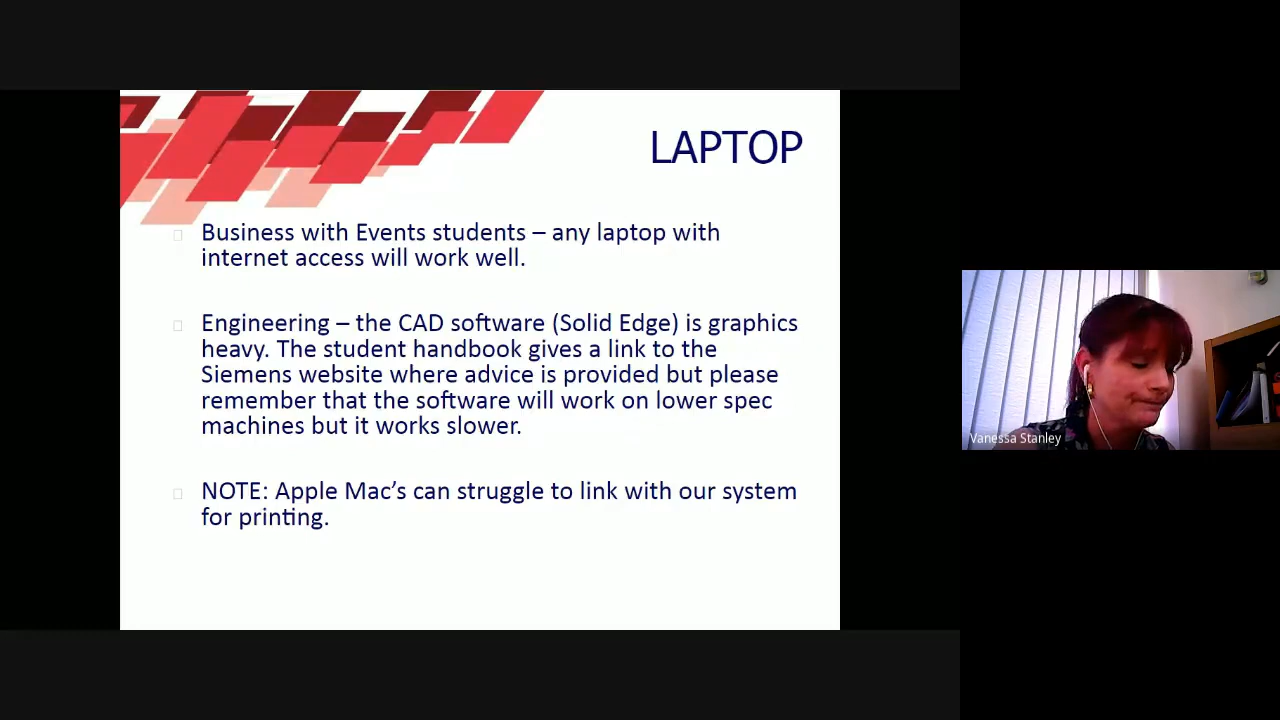 LAPTOP
Business with Events students – any laptop with
internet access will work well.
Engineering – the CAD software (Solid Edge) is graphics
heavy. The student handbook gives a link to the
Siemens website where advice is provided but please
remember that the software will work on lower spec
machines but it works slower.
NOTE: Apple Mac’s can struggle to link with our system
for printing.
Vanessa Stanley